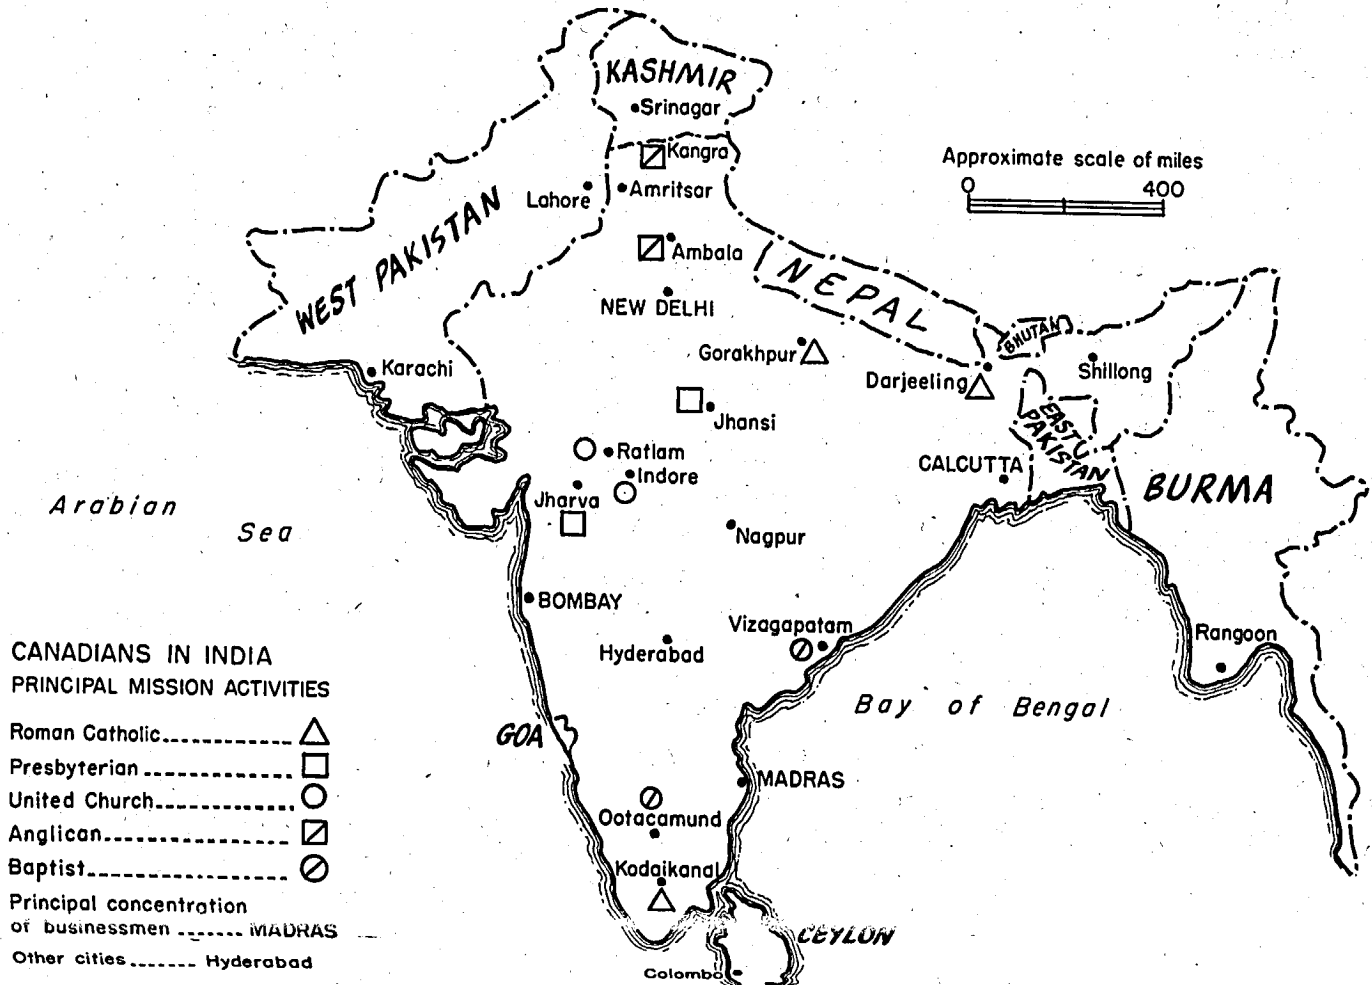 KASHMIR
Srinagar
Kangra
Approximate scale of miles
0 400
Lahore
Amritsar
WEST PAKISTAN
Ambala
NEPAL
NEW DELHI
BHUTAN
Gorakhpur
Karachi
Darjeeling
Shillong
Jhansi
EAST
PAKISTAN
Ratlam
CALCUTTA
Indore
BURMA
Jharva
Arabian
Sea
Nagpur
BOMBAY
Vizagapatam
Rangoon
Hyderabad
CANADIANS IN INDIA
PRINCIPAL MISSION ACTIVITIES
Bay of Bengal
Roman Catholic
GOA
Presbyterian
MADRAS
United Church
Ootacamund
Anglican
Baptist
Kodaikanal
Principal concentration
of businessmen ....... MADRAS
CEYLON
Other cities ....... Hyderabad
Colombo